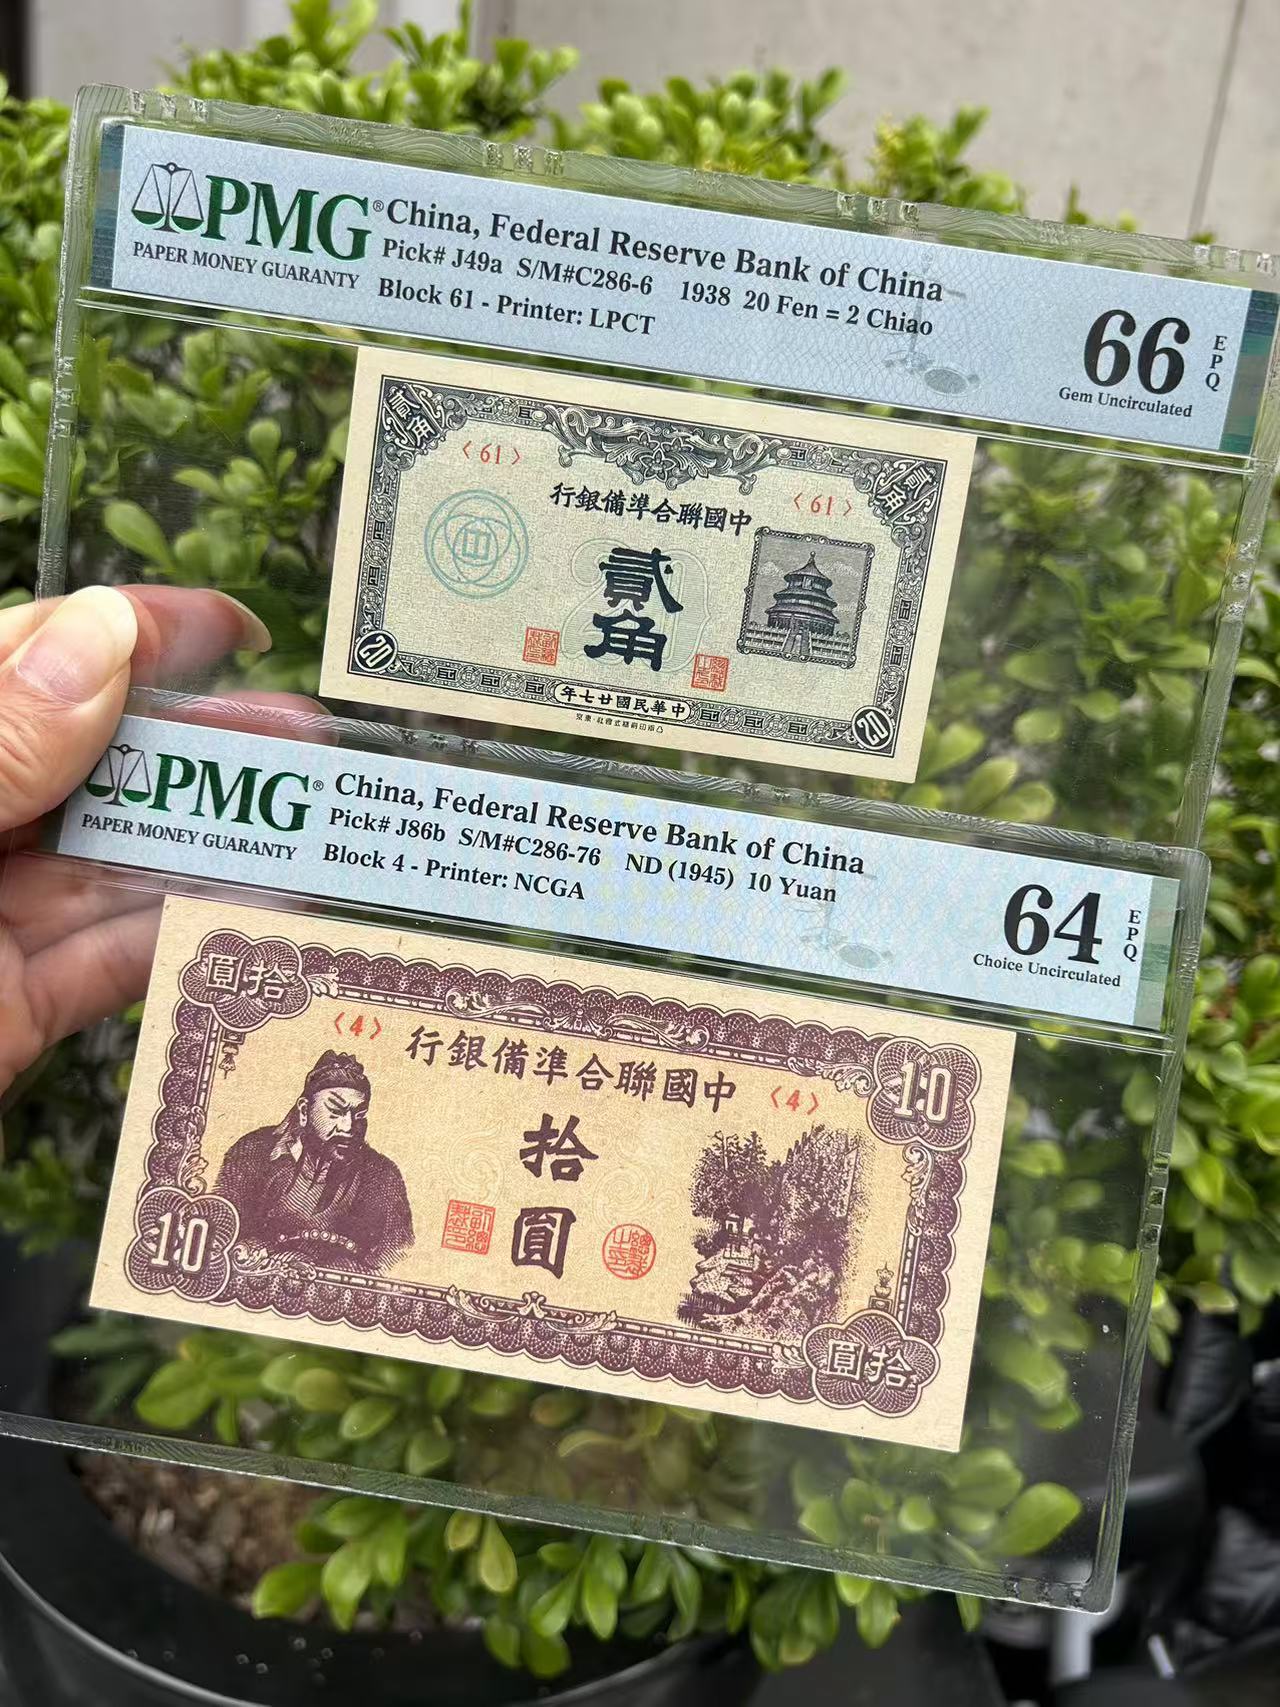 PMG®
PAPER MONEY GUARANTY
China, Federal Reserve Bank of China
Pick# J49a S/M#C286-6 1938 20 Fen = 2 Chiao
Block 61 - Printer: LPCT
66
EPQ
Gem Uncirculated
貳角
貳角
〈61〉
〈61〉
行銀備準合聯國中
貳角
20
20
年七廿國民華中
PMG®
PAPER MONEY GUARANTY
China, Federal Reserve Bank of China
Pick# J86b S/M#C286-76 ND (1945) 10 Yuan
Block 4 - Printer: NCGA
64
EPQ
Choice Uncirculated
圓拾
10
〈4〉
行銀備準合聯國中
〈4〉
拾圓
10
圓拾